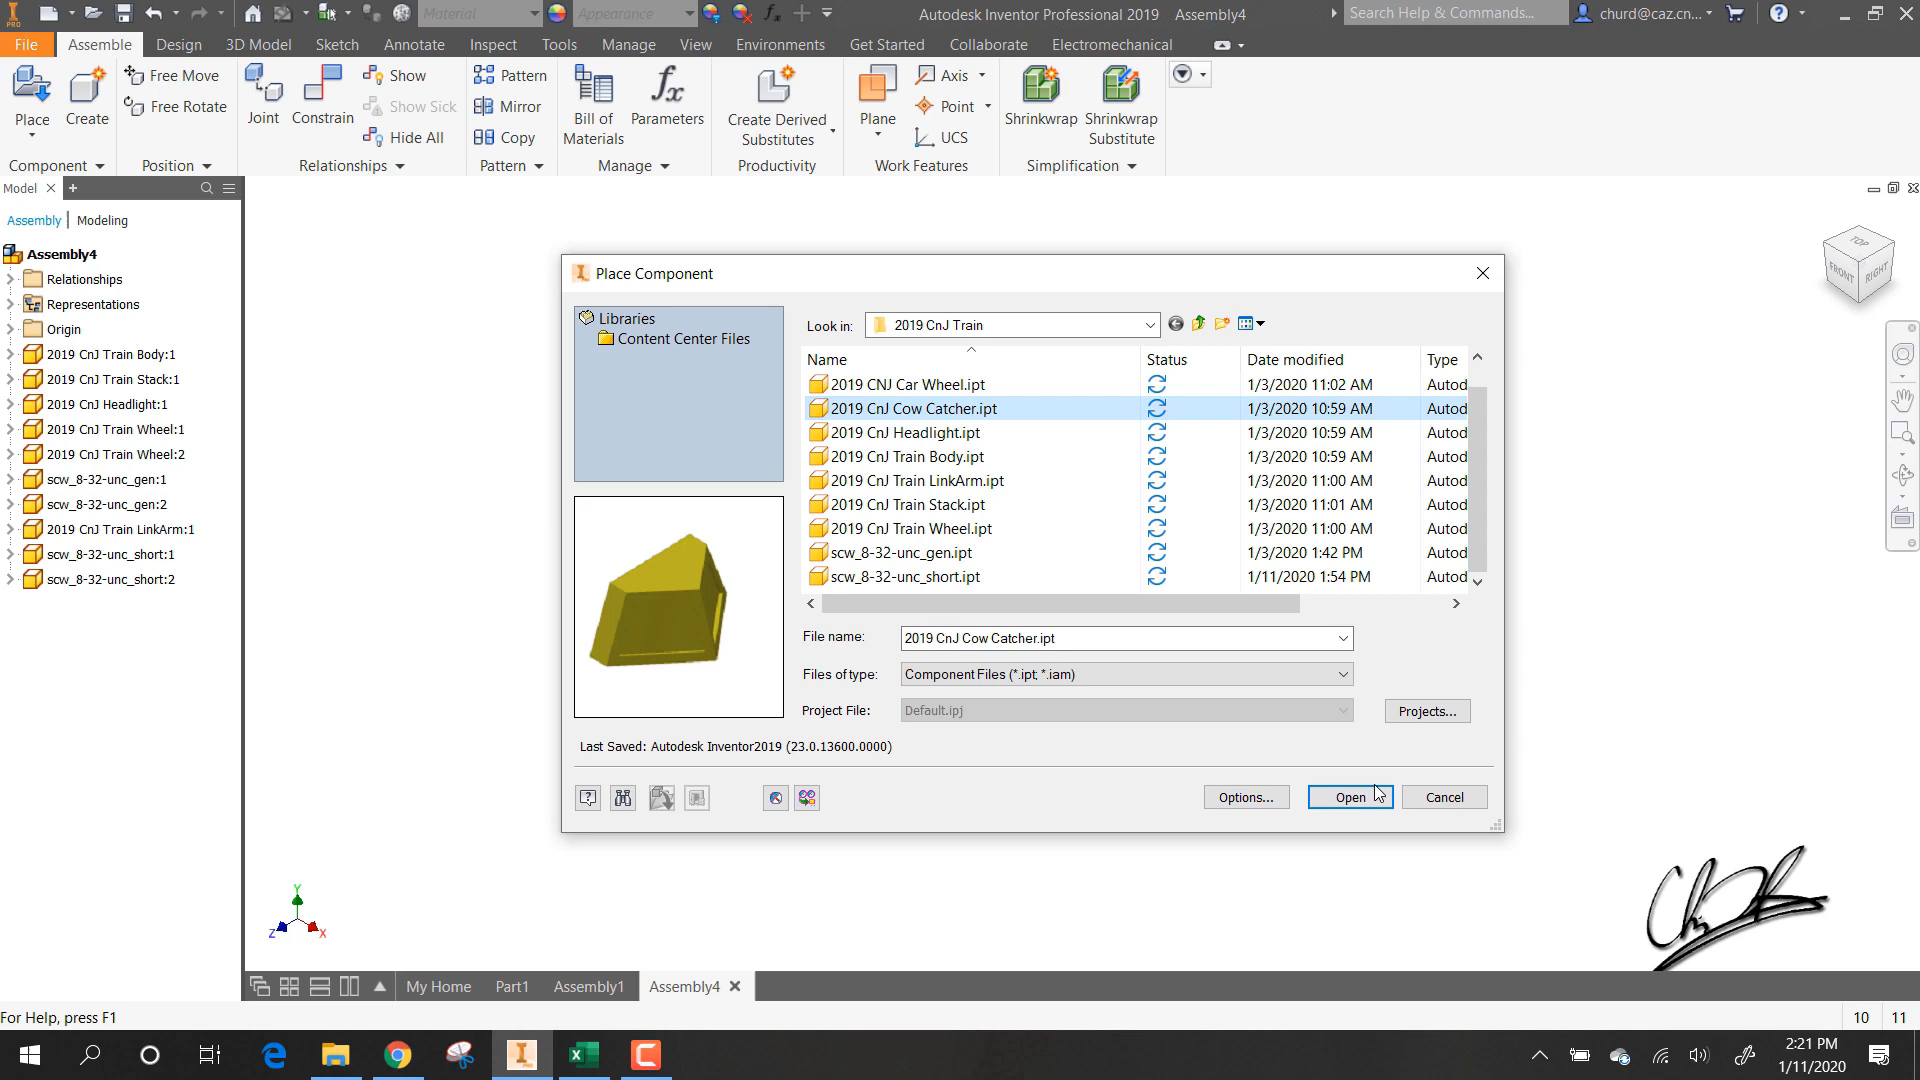 PRO
Material
Appearance
Autodesk Inventor Professional 2019 Assembly4
Search Help & Commands...
churd@caz.cn...
File
Assemble
Design
3D Model
Sketch
Annotate
Inspect
Tools
Manage
View
Environments
Get Started
Collaborate
Electromechanical
Place
Create
Free Move
Free Rotate
Joint
Constrain
Show
Show Sick
Hide All
Pattern
Mirror
Copy
Bill of
Materials
Parameters
Create Derived
Substitutes
Plane
Axis
Point
UCS
Shrinkwrap
Shrinkwrap
Substitute
Component
Position
Relationships
Pattern
Manage
Productivity
Work Features
Simplification
Model
Assembly
Modeling
Assembly4
Relationships
Representations
Origin
2019 CnJ Train Body:1
2019 CnJ Train Stack:1
2019 CnJ Headlight:1
2019 CnJ Train Wheel:1
2019 CnJ Train Wheel:2
scw_8-32-unc_gen:1
scw_8-32-unc_gen:2
2019 CnJ Train LinkArm:1
scw_8-32-unc_short:1
scw_8-32-unc_short:2
TOP
FRONT
RIGHT
Place Component
Libraries
Content Center Files
Look in: 2019 CnJ Train
Name Status Date modified Type
2019 CNJ Car Wheel.ipt 1/3/2020 11:02 AM Autod
2019 CnJ Cow Catcher.ipt 1/3/2020 10:59 AM Autod
2019 CnJ Headlight.ipt 1/3/2020 10:59 AM Autod
2019 CnJ Train Body.ipt 1/3/2020 10:59 AM Autod
2019 CnJ Train LinkArm.ipt 1/3/2020 11:00 AM Autod
2019 CnJ Train Stack.ipt 1/3/2020 11:01 AM Autod
2019 CnJ Train Wheel.ipt 1/3/2020 11:00 AM Autod
scw_8-32-unc_gen.ipt 1/3/2020 1:42 PM Autod
scw_8-32-unc_short.ipt 1/11/2020 1:54 PM Autod
File name: 2019 CnJ Cow Catcher.ipt
Files of type: Component Files (*.ipt; *.iam)
Project File: Default.ipj
Projects...
Last Saved: Autodesk Inventor2019 (23.0.13600.0000)
Options...
Open
Cancel
Y
Z
X
My Home
Part1
Assembly1
Assembly4
For Help, press F1
10 11
2:21 PM
1/11/2020